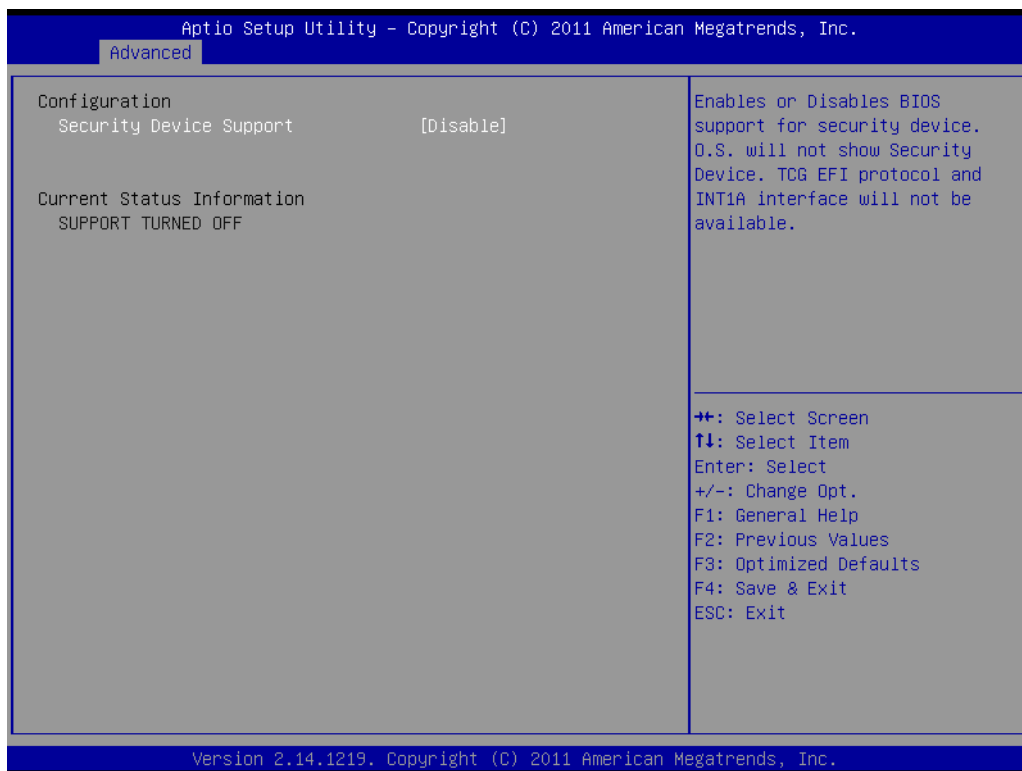 Aptio Setup Utility – Copyright (C) 2011 American Megatrends, Inc.
Advanced
Configuration
Security Device Support [Disable]
Current Status Information
SUPPORT TURNED OFF
Enables or Disables BIOS
support for security device.
O.S. will not show Security
Device. TCG EFI protocol and
INT1A interface will not be
available.
→←: Select Screen
↑↓: Select Item
Enter: Select
+/-: Change Opt.
F1: General Help
F2: Previous Values
F3: Optimized Defaults
F4: Save & Exit
ESC: Exit
Version 2.14.1219. Copyright (C) 2011 American Megatrends, Inc.